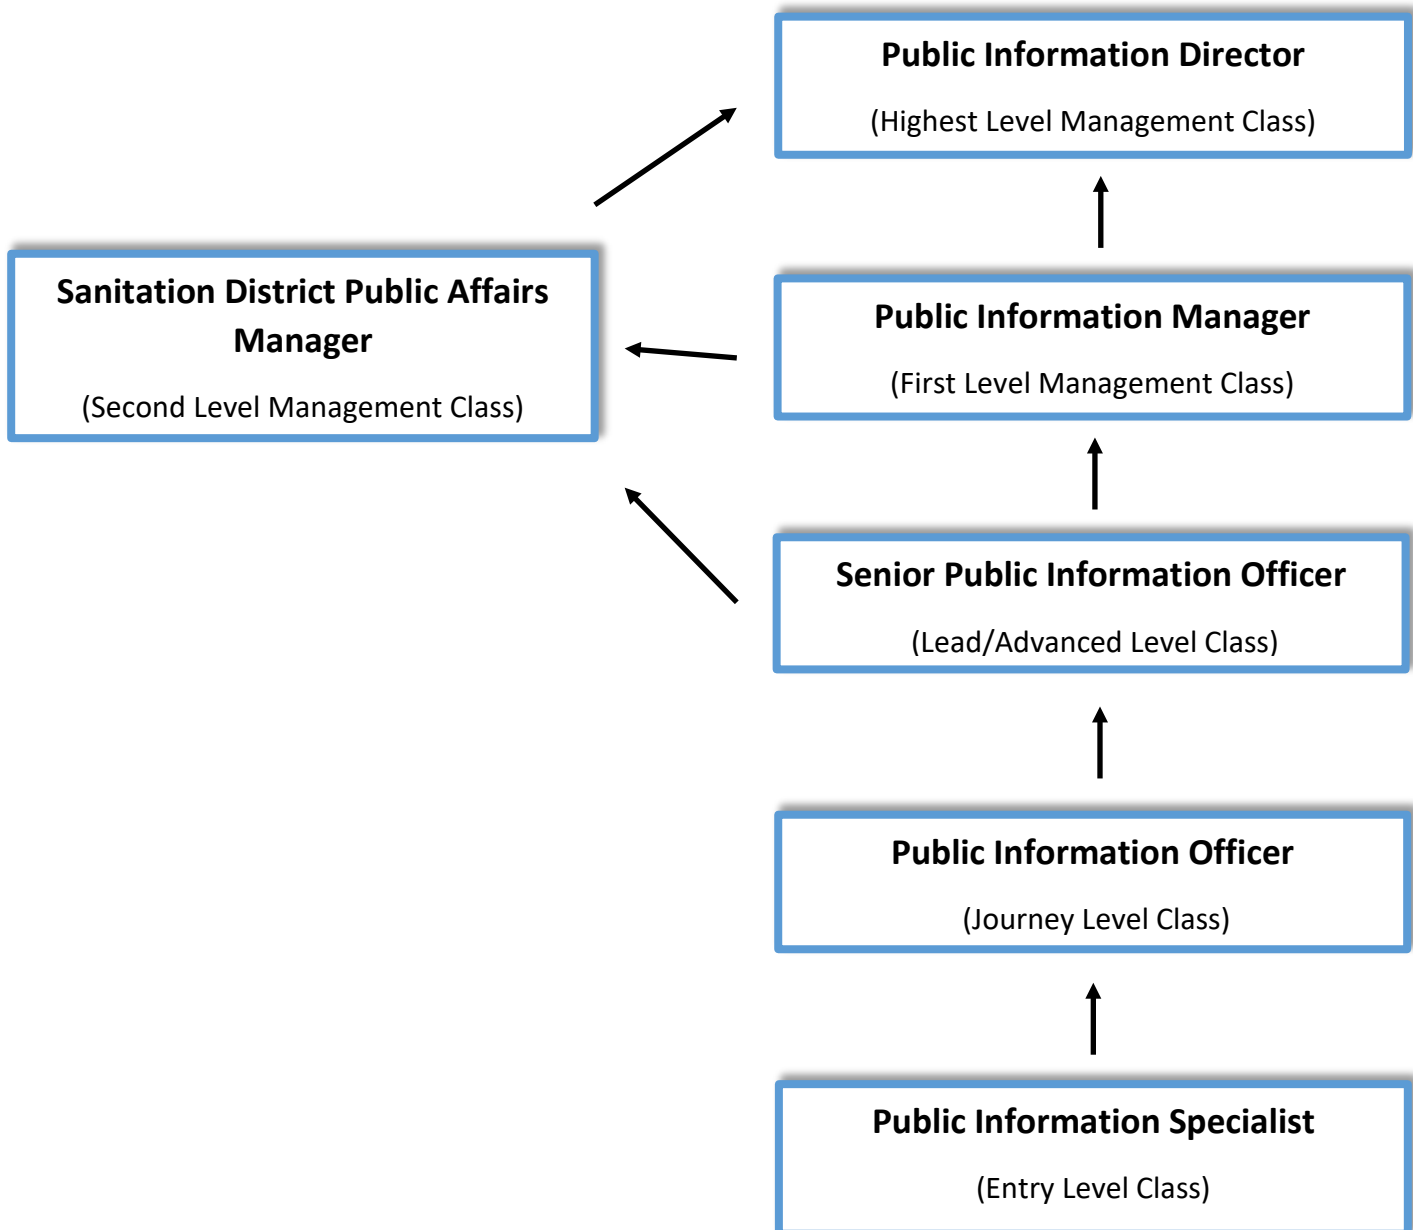 Public Information Director
(Highest Level Management Class)
Sanitation District Public Affairs
Manager
(Second Level Management Class)
Public Information Manager
(First Level Management Class)
Senior Public Information Officer
(Lead/Advanced Level Class)
Public Information Officer
(Journey Level Class)
Public Information Specialist
(Entry Level Class)